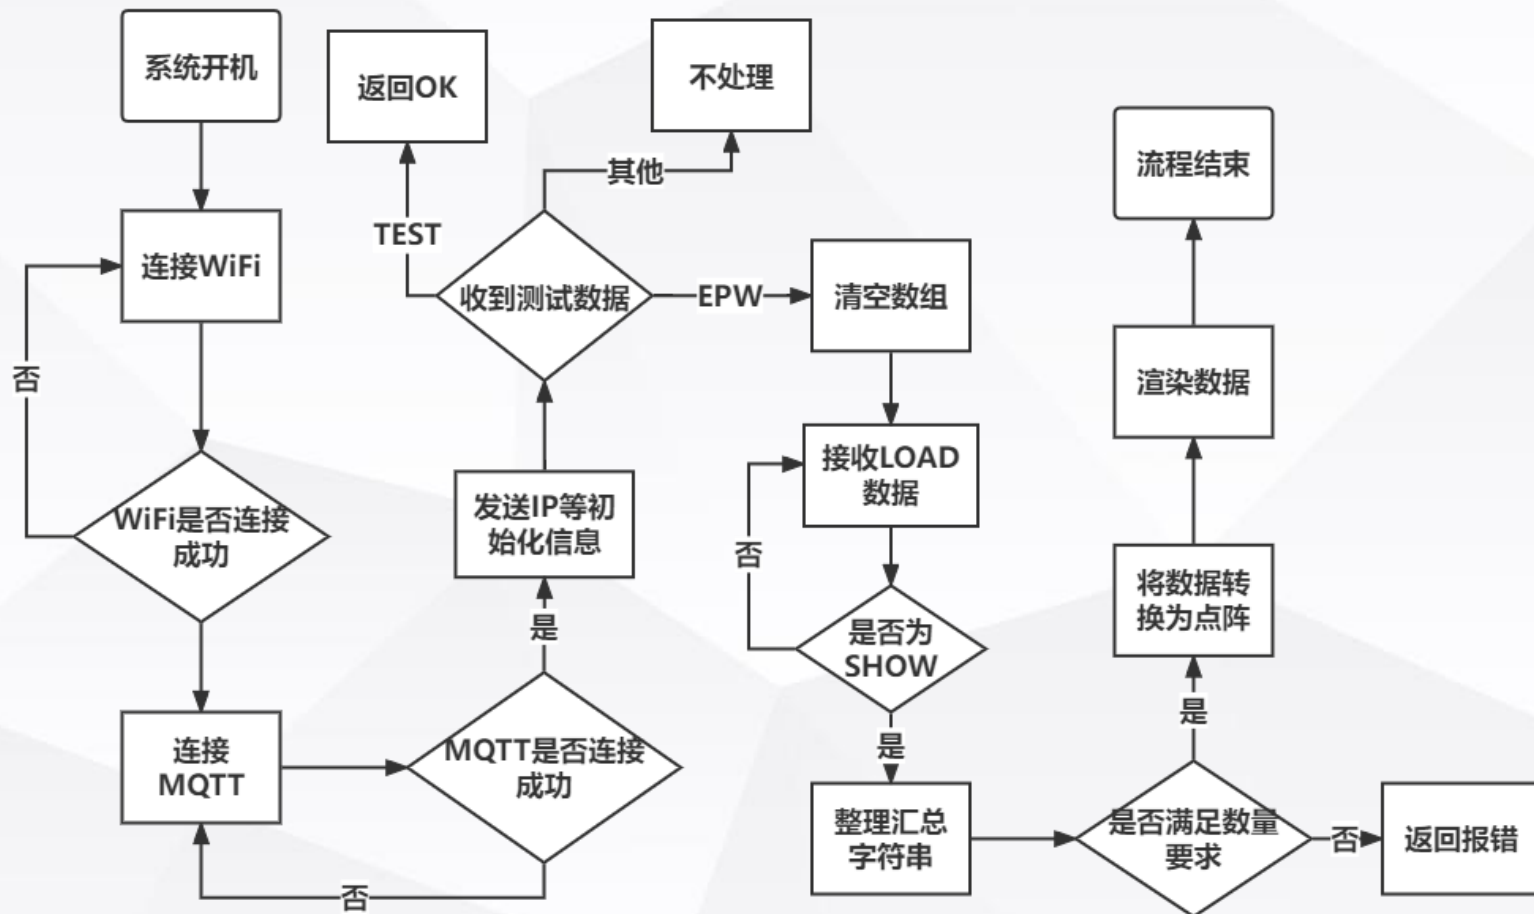 系统开机
连接WiFi
否
WiFi是否连接
成功
连接
MQTT
否
MQTT是否连接
成功
是
发送IP等初
始化信息
收到测试数据
TEST
返回OK
其他
不处理
EPW
清空数组
接收LOAD
数据
否
是否为
SHOW
是
整理汇总
字符串
是否满足数量
要求
否
返回报错
是
将数据转
换为点阵
渲染数据
流程结束